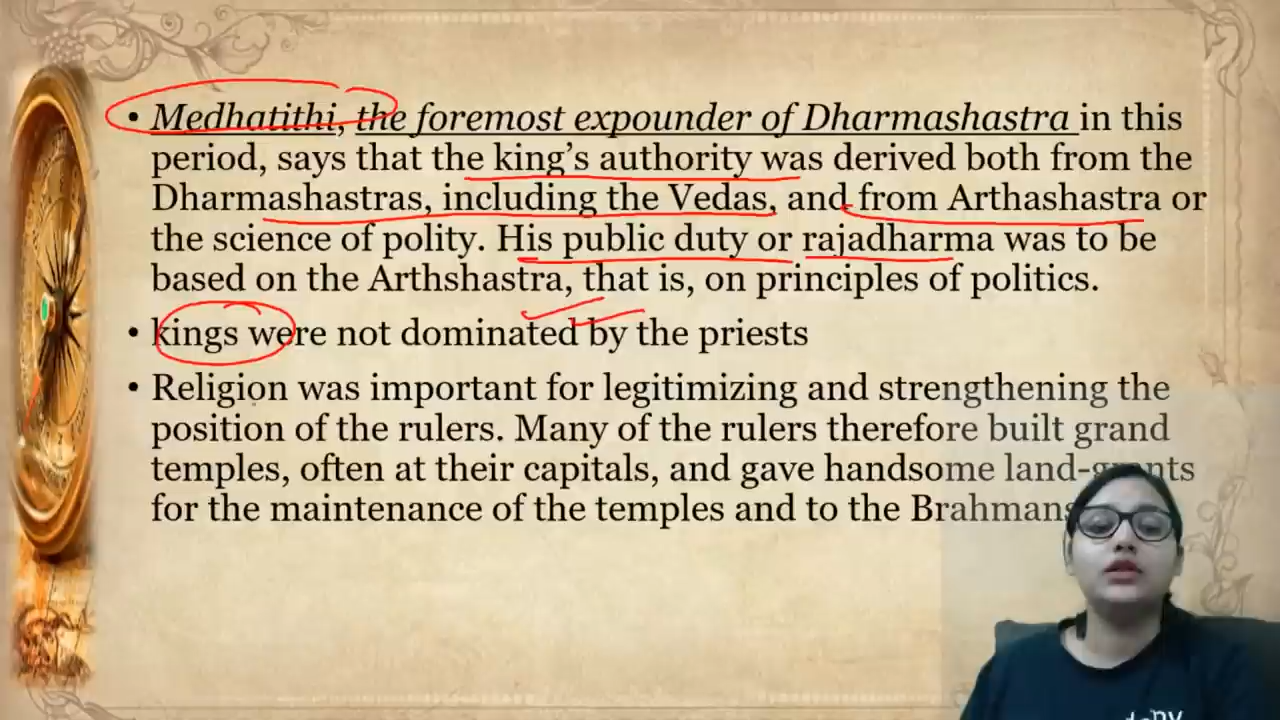 • Medhatithi, the foremost expounder of Dharmashastra in this
period, says that the king's authority was derived both from the
Dharmashastras, including the Vedas, and from Arthashastra or
the science of polity. His public duty or rajadharma was to be
based on the Arthshastra, that is, on principles of politics.
• kings were not dominated by the priests
• Religion was important for legitimizing and strengthening the
position of the rulers. Many of the rulers therefore built grand
temples, often at their capitals, and gave handsome land-grants
for the maintenance of the temples and to the Brahmans